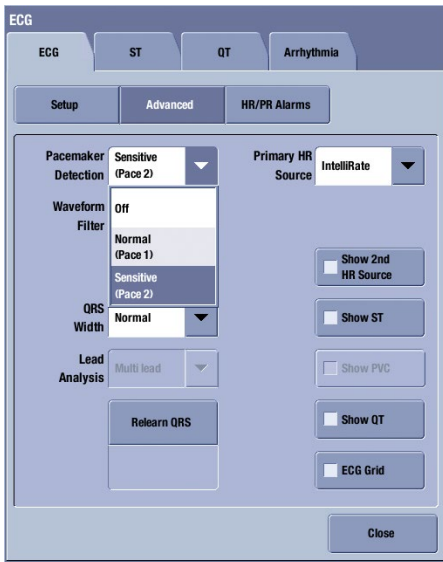 ECG
ECG
ST
QT
Arrhythmia
Setup
Advanced
HR/PR Alarms
Pacemaker
Detection
Sensitive
(Pace 2)
Primary HR
Source
IntelliRate
Waveform
Filter
Off
Normal
(Pace 1)
Sensitive
(Pace 2)
Show 2nd
HR Source
QRS
Width
Normal
Show ST
Lead
Analysis
Multi lead
Show PVC
Relearn QRS
Show QT
ECG Grid
Close